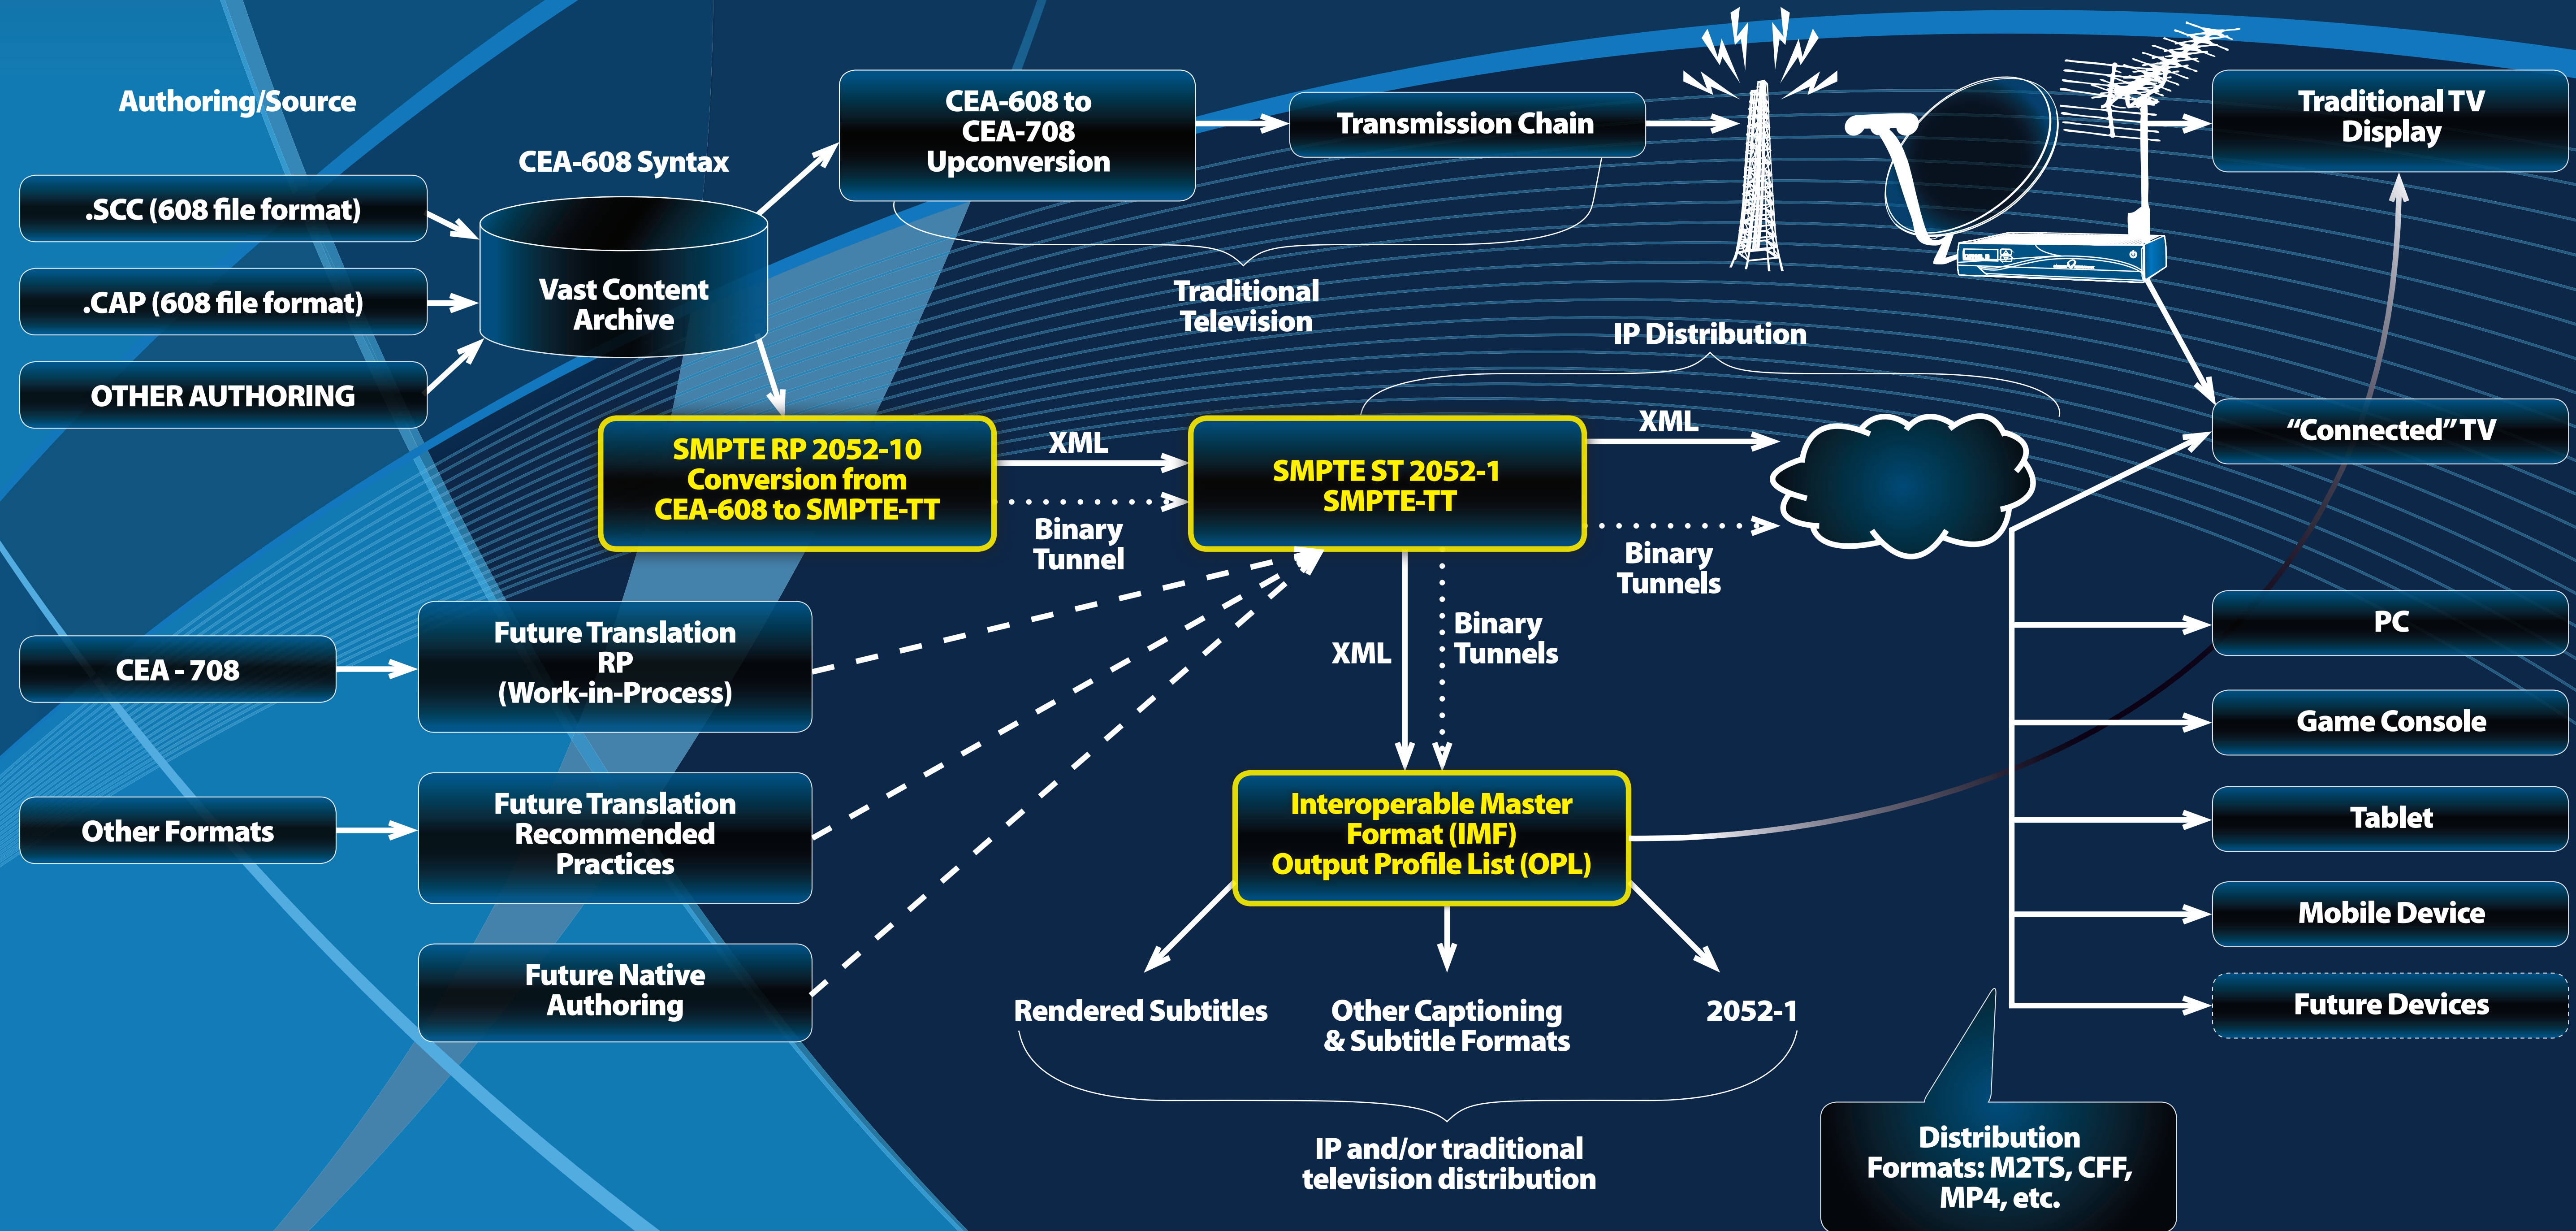 Authoring/Source
CEA-608 Syntax
.SCC (608 file format)
.CAP (608 file format)
OTHER AUTHORING
Vast Content
Archive
CEA-608 to
CEA-708
Upconversion
Transmission Chain
Traditional
Television
Traditional TV
Display
IP Distribution
"Connected" TV
SMPTE RP 2052-10
Conversion from
CEA-608 to SMPTE-TT
XML
Binary
Tunnel
SMPTE ST 2052-1
SMPTE-TT
XML
Binary
Tunnels
XML
Binary
Tunnels
CEA - 708
Future Translation
RP
(Work-in-Process)
Other Formats
Future Translation
Recommended
Practices
Future Native
Authoring
Interoperable Master
Format (IMF)
Output Profile List (OPL)
Rendered Subtitles
Other Captioning
& Subtitle Formats
2052-1
IP and/or traditional
television distribution
PC
Game Console
Tablet
Mobile Device
Future Devices
Distribution
Formats: M2TS, CFF,
MP4, etc.